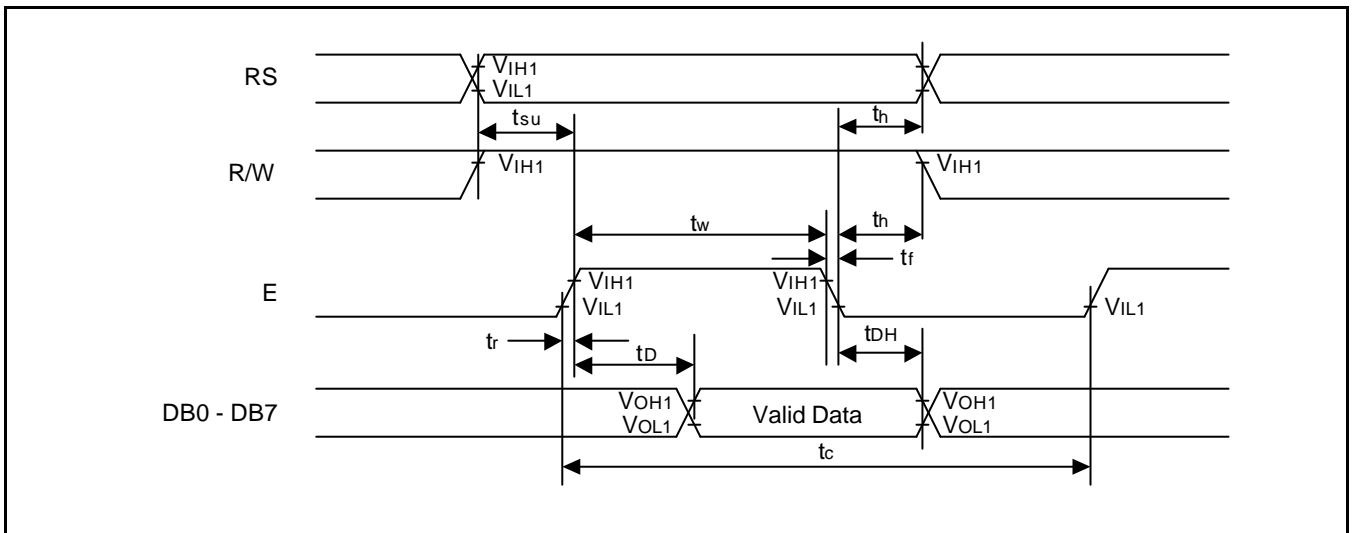 RS
VIH1
VIL1
tsu
th
R/W
VIH1
VIH1
tw
th
tf
E
VIH1
VIH1
VIL1
VIL1
VIL1
tr
tD
tDH
DB0 - DB7
VOH1
VOL1
Valid Data
VOH1
VOL1
tc